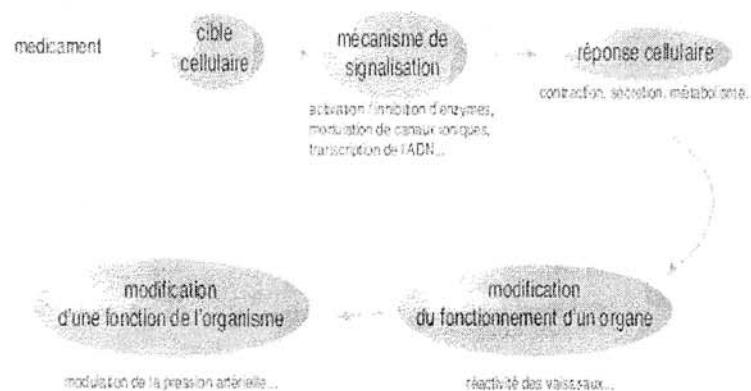 médicament
cible
cellulaire
mécanisme de
signalisation
réponse cellulaire
activation / inhibition d'enzymes,
modulation de canaux ioniques,
transcription de l'ADN...
contraction, sécrétion, métabolisme...
modification
d'une fonction de l'organisme
modification
du fonctionnement d'un organe
modulation de la pression artérielle...
réactivité des vaisseaux...